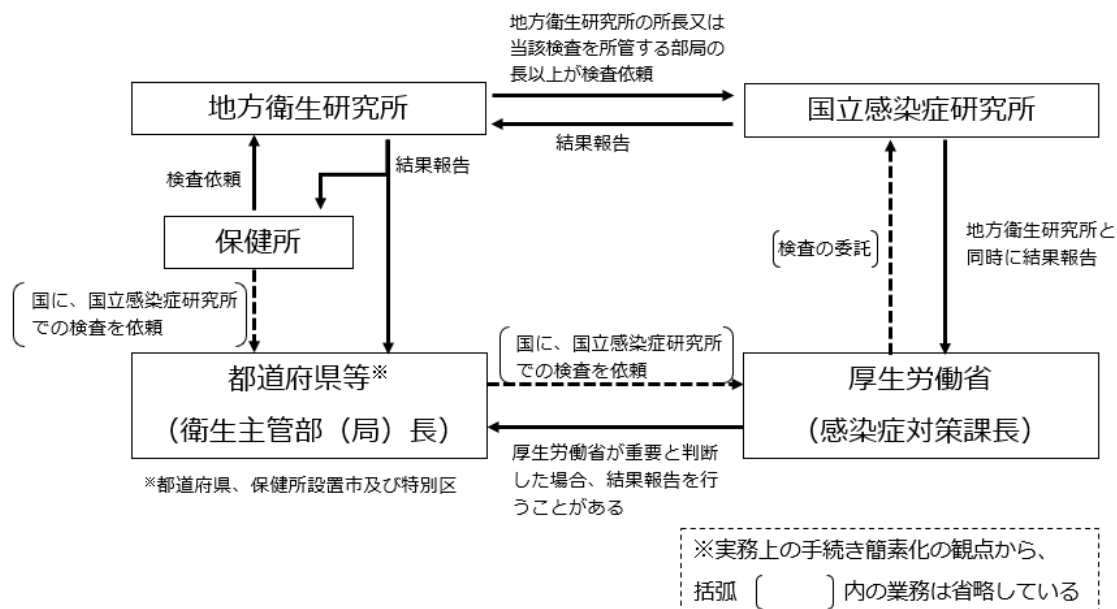 地方衛生研究所の所長又は
当該検査を所管する部局の
長以上が検査依頼
地方衛生研究所
国立感染症研究所
結果報告
結果報告
検査依頼
保健所
検査の委託
地方衛生研究所と
同時に結果報告
国に、国立感染症研究所
での検査を依頼
国に、国立感染症研究所
での検査を依頼
都道府県等※
（衛生主管部（局）長）
厚生労働省
（感染症対策課長）
厚生労働省が重要と判断
した場合、結果報告を行
うことがある
※都道府県、保健所設置市及び特別区
※実務上の手続き簡素化の観点から、
括弧〔　　〕内の業務は省略している